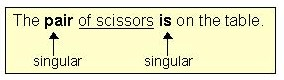 The pair of scissors is on the table.
singular singular